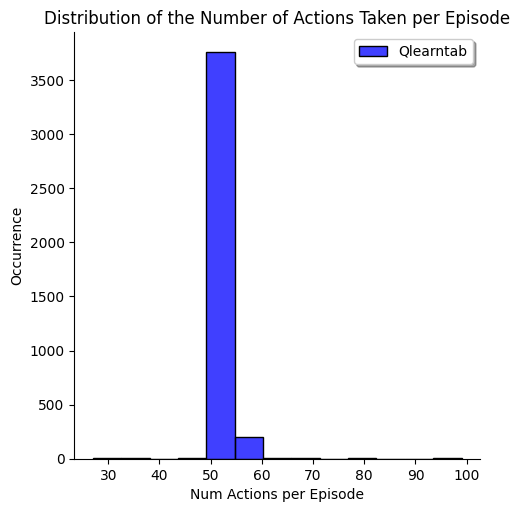 Distribution of the Number of Actions Taken per Episode
Qlearntab
3500
3000
2500
2000
1500
1000
500
0
Occurrence
30 40 50 60 70 80 90 100
Num Actions per Episode